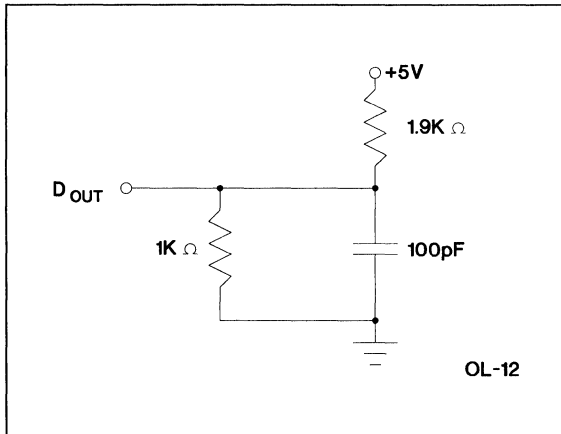 +5V
1.9K Ω
D OUT
1K Ω
100pF
OL-12